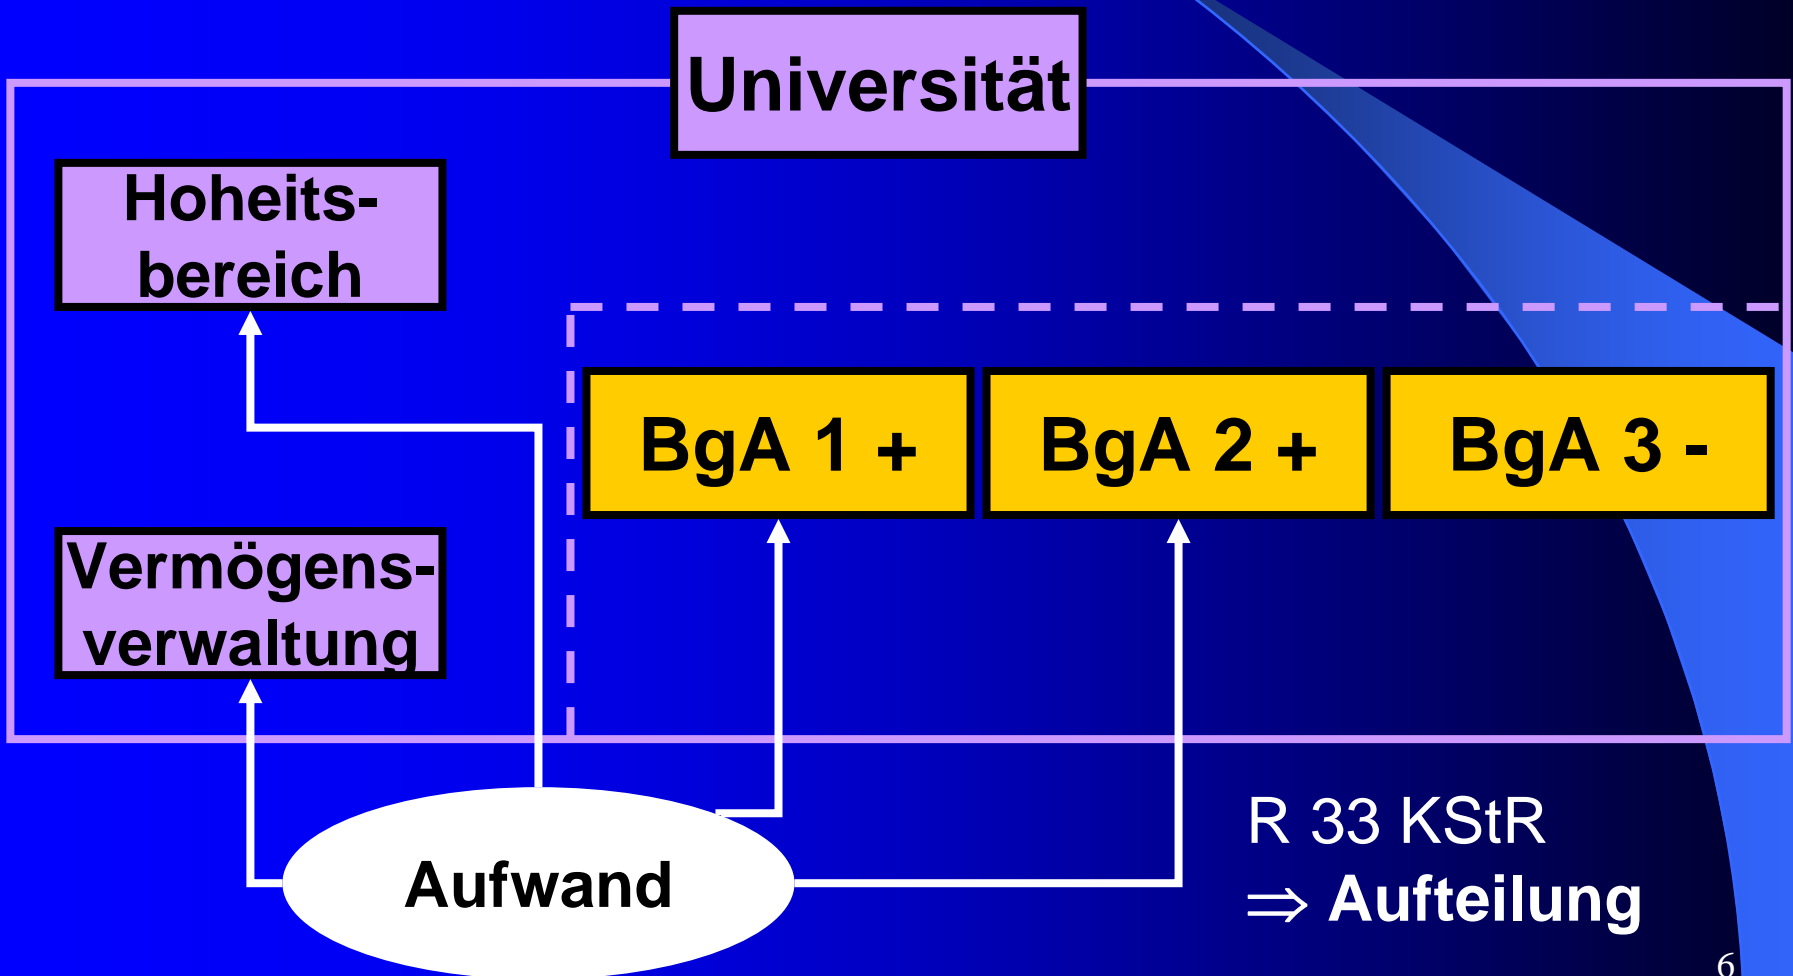 Universität
Hoheits-
bereich
BgA 1 +
BgA 2 +
BgA 3 -
Vermögens-
verwaltung
Aufwand
R 33 KStR
⇒ Aufteilung
6